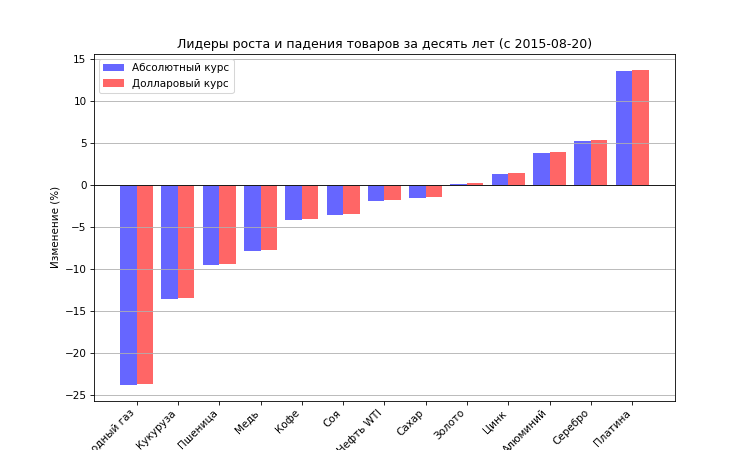 Лидеры роста и падения товаров за десять лет (с 2015-08-20)
Абсолютный курс
Долларовый курс
Изменение (%)
15
10
5
0
−5
−10
−15
−20
−25
одный газ
Кукуруза
Пшеница
Медь
Кофе
Соя
Нефть WTI
Сахар
Золото
Цинк
Алюминий
Серебро
Платина